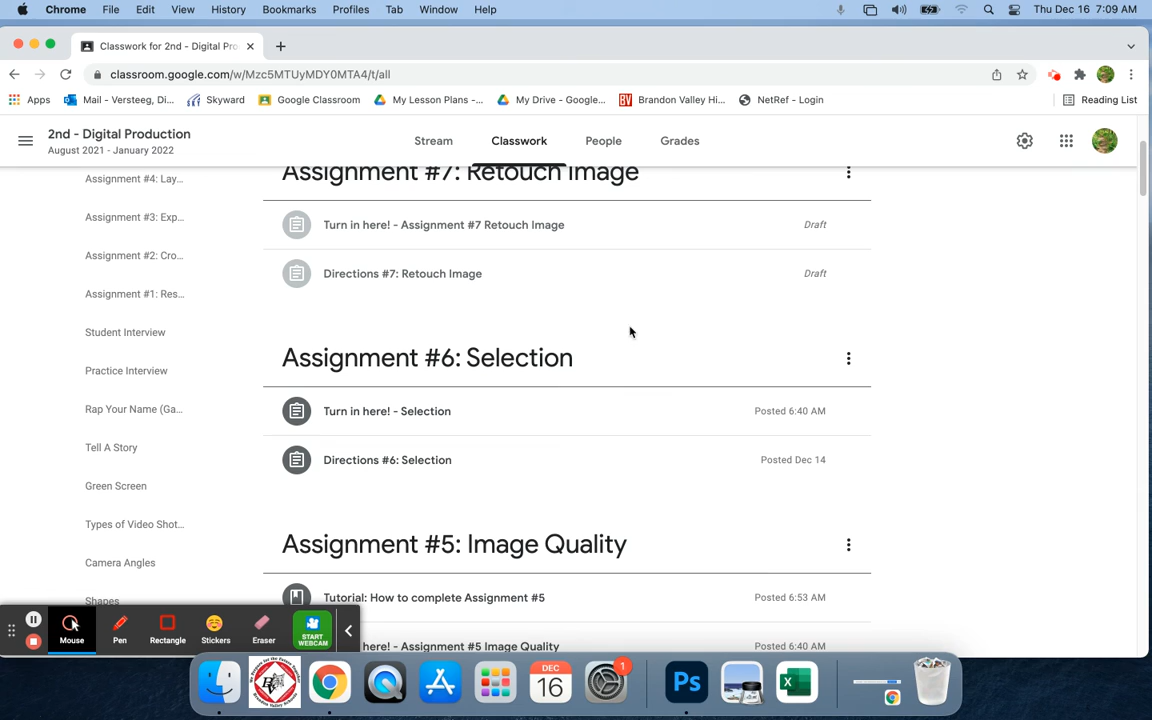 Chrome File Edit View History Bookmarks Profiles Tab Window Help Thu Dec 16 7:09 AM
Classwork for 2nd - Digital Pro
classroom.google.com/w/Mzc5MTUyMDY0MTA4/t/all
Apps Mail - Versteeg, Di... Skyward Google Classroom My Lesson Plans -... My Drive - Google... Brandon Valley Hi... NetRef - Login Reading List
2nd - Digital Production
August 2021 - January 2022
Stream Classwork People Grades
Assignment #4: Lay...
Assignment #3: Exp...
Assignment #2: Cro...
Assignment #1: Res...
Student Interview
Practice Interview
Rap Your Name (Ga...
Tell A Story
Green Screen
Types of Video Shot...
Camera Angles
Shapes
Assignment #7: Retouch Image
Turn in here! - Assignment #7 Retouch Image Draft
Directions #7: Retouch Image Draft
Assignment #6: Selection
Turn in here! - Selection Posted 6:40 AM
Directions #6: Selection Posted Dec 14
Assignment #5: Image Quality
Tutorial: How to complete Assignment #5 Posted 6:53 AM
here! - Assignment #5 Image Quality Posted 6:40 AM
Mouse Pen Rectangle Stickers Eraser START WEBCAM
DEC
16
1
Ps
X